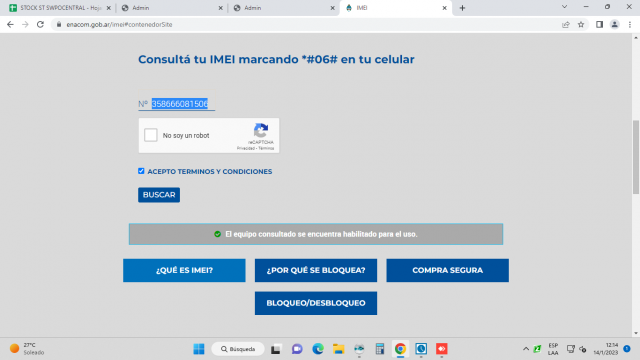 STOCK ST SWPOCENTRAL - Hoja
Admin
Admin
IMEI
enacom.gob.ar/imei#contenedorSite
Consultá tu IMEI marcando *#06# en tu celular
Nº 358666081506
No soy un robot
reCAPTCHA
Privacidad - Términos
ACEPTO TERMINOS Y CONDICIONES
BUSCAR
El equipo consultado se encuentra habilitado para el uso.
¿QUÉ ES IMEI?
¿POR QUÉ SE BLOQUEA?
COMPRA SEGURA
BLOQUEO/DESBLOQUEO
27°C
Soleado
Búsqueda
ESP
LAA
12:14
14/1/2023